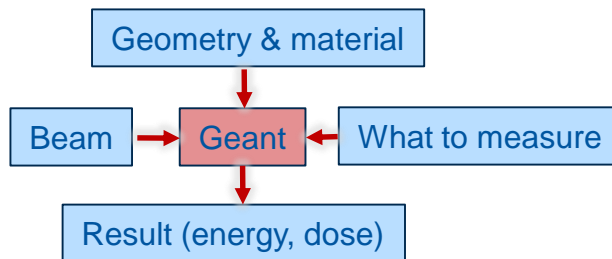 Geometry & material
Beam
Geant
What to measure
Result (energy, dose)